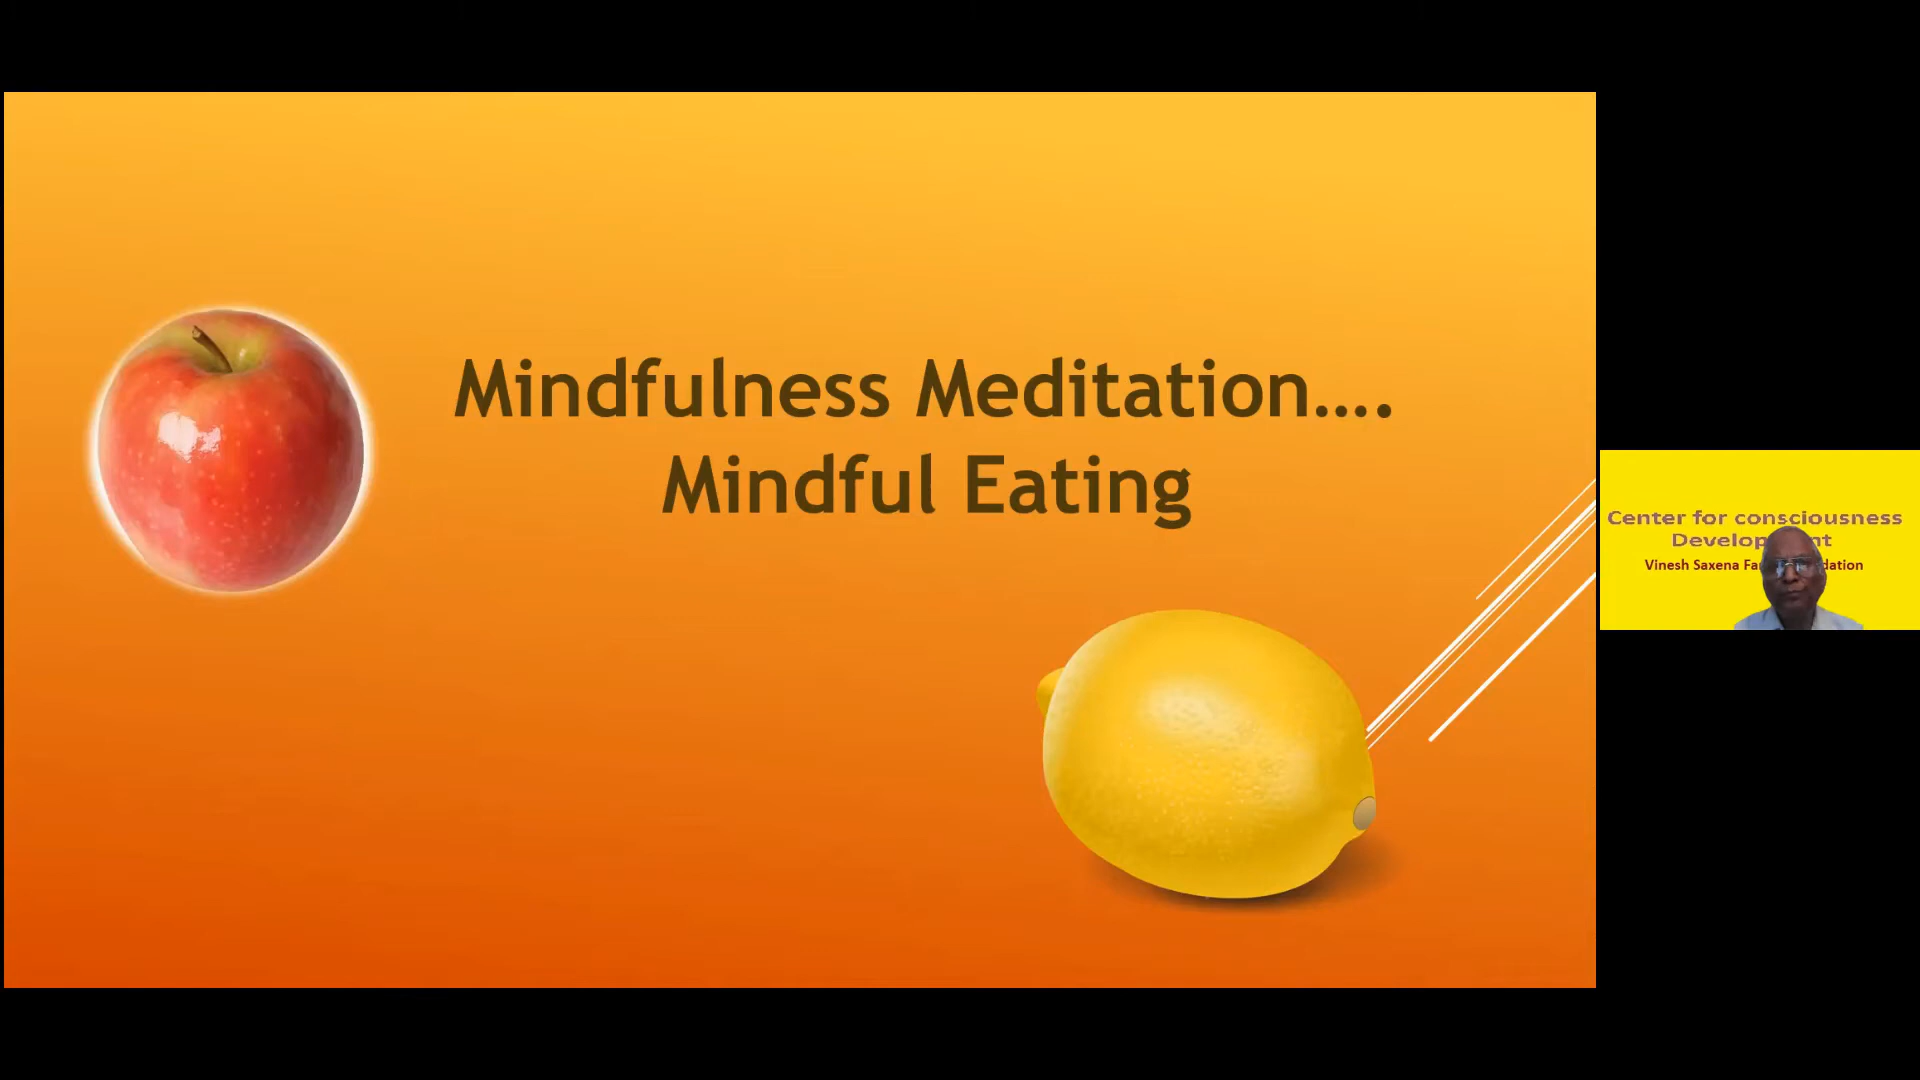 Mindfulness Meditation....
Mindful Eating
Center for consciousness
Vinesh Saxena